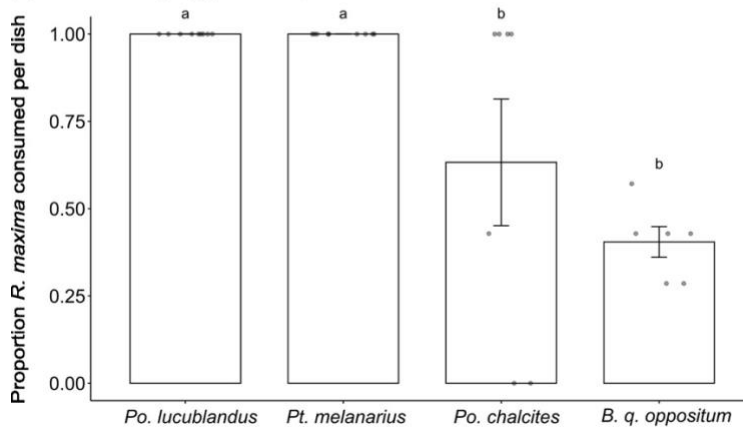 a
a
b
b
Proportion R. maxima consumed per dish
1.00
0.75
0.50
0.25
0.00
Po. lucublandus
Pt. melanarius
Po. chalcites
B. q. oppositum